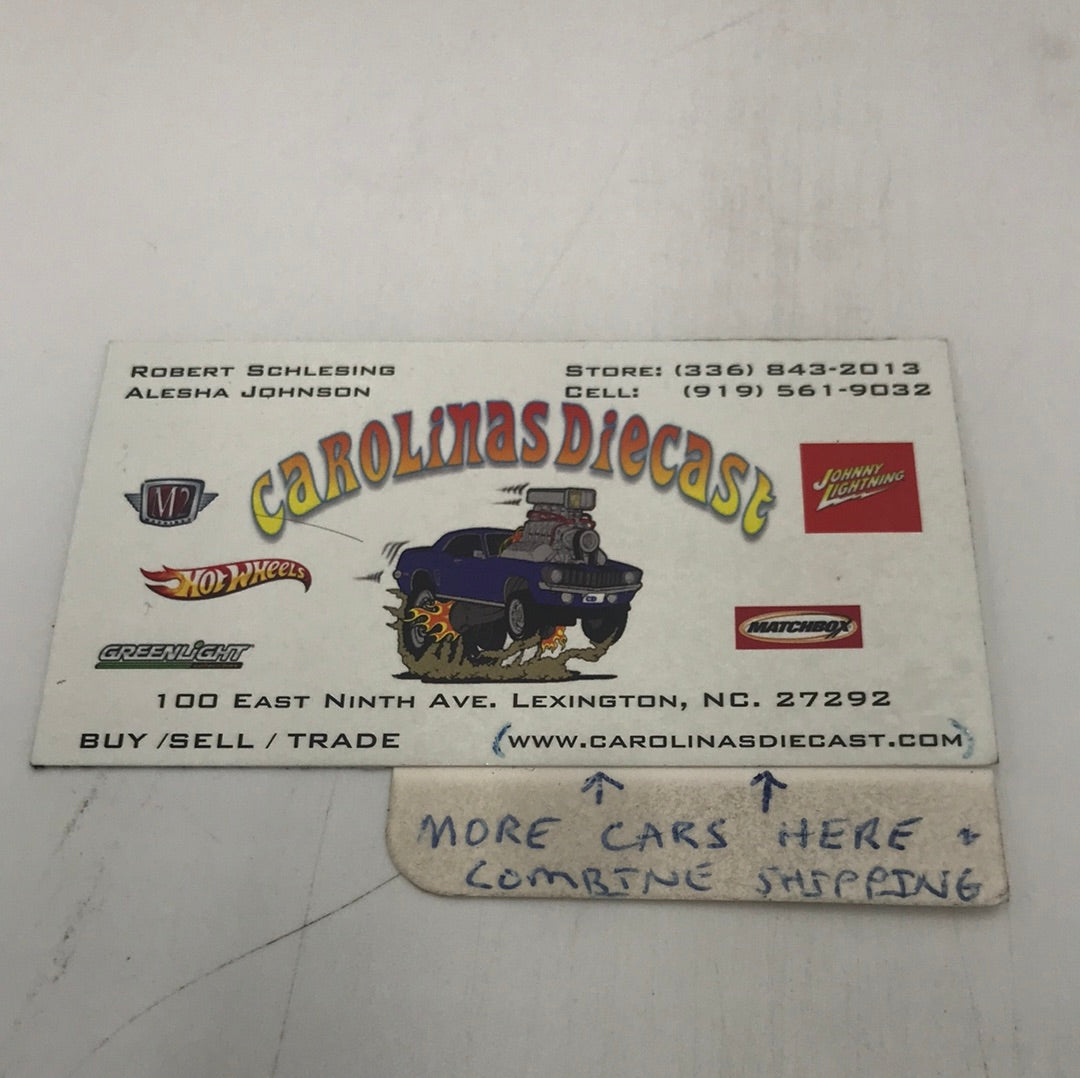 ROBERT SCHLESING
ALESHA JOHNSON
STORE: (336) 843-2013
CELL: (919) 561-9032
CAROLINAS DIECAST
M2
HOT WHEELS
GREENLIGHT
JOHNNY
LIGHTNING
MATCHBOX
100 EAST NINTH AVE. LEXINGTON, NC. 27292
BUY /SELL / TRADE
(WWW.CAROLINASDIECAST.COM)
MORE CARS HERE +
COMBINE SHIPPING